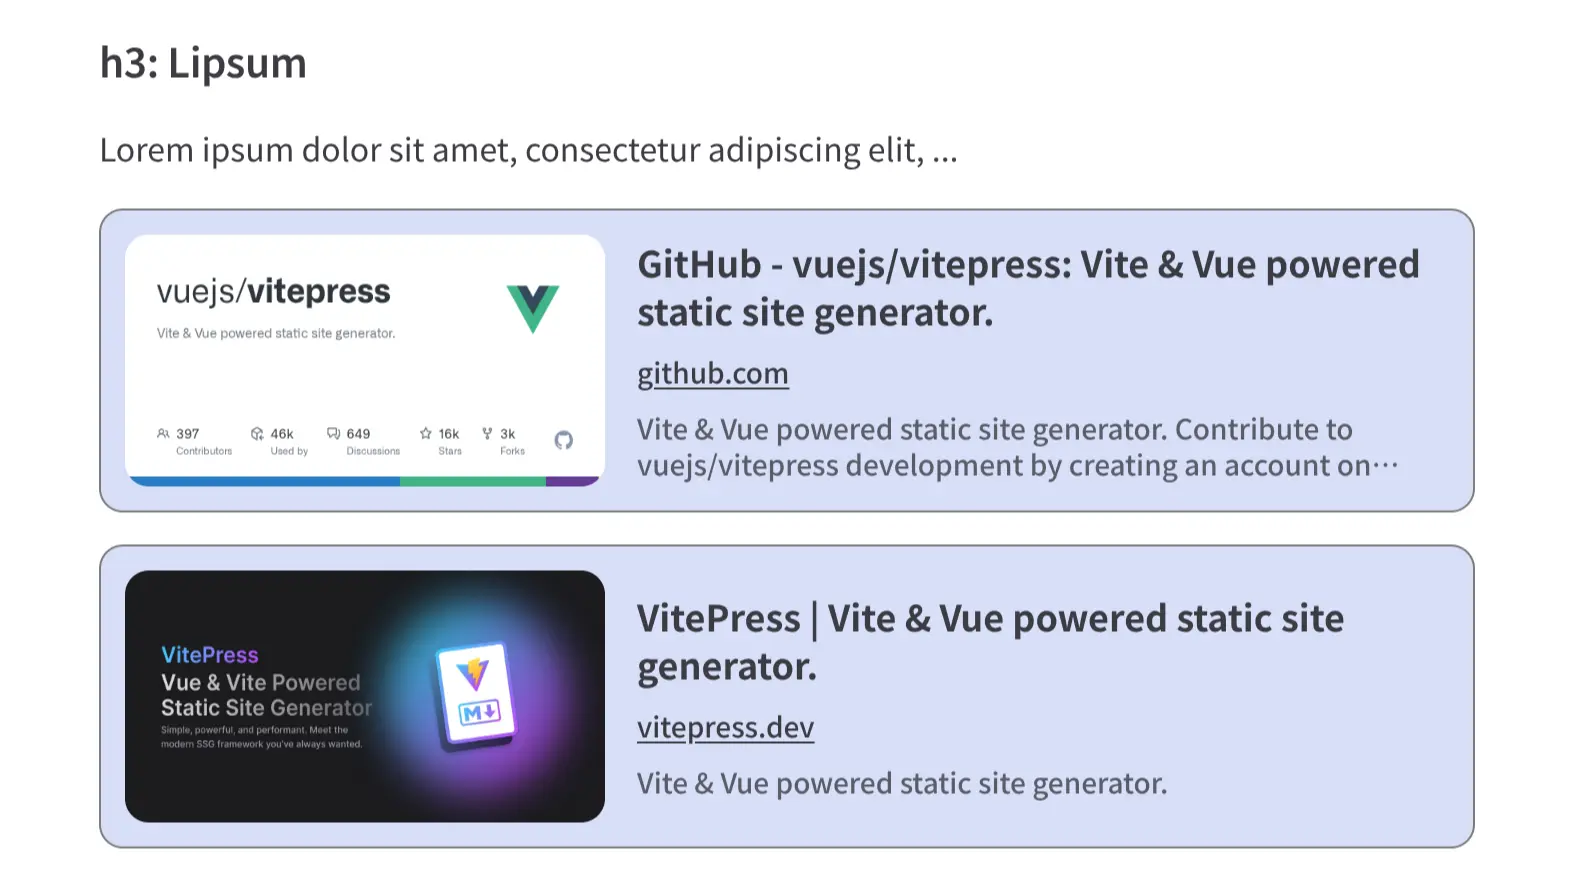 h3: Lipsum
Lorem ipsum dolor sit amet, consectetur adipiscing elit, ...
vuejs/vitepress
Vite & Vue powered static site generator.
397 46k 649 16k 3k
Contributors Used by Discussions Stars Forks
GitHub - vuejs/vitepress: Vite & Vue powered
static site generator.
github.com
Vite & Vue powered static site generator. Contribute to
vuejs/vitepress development by creating an account on…
VitePress
Vue & Vite Powered
Static Site Generator
Simple, powerful, and performant. Meet the
modern SSG framework you've always wanted.
M
VitePress | Vite & Vue powered static site
generator.
vitepress.dev
Vite & Vue powered static site generator.